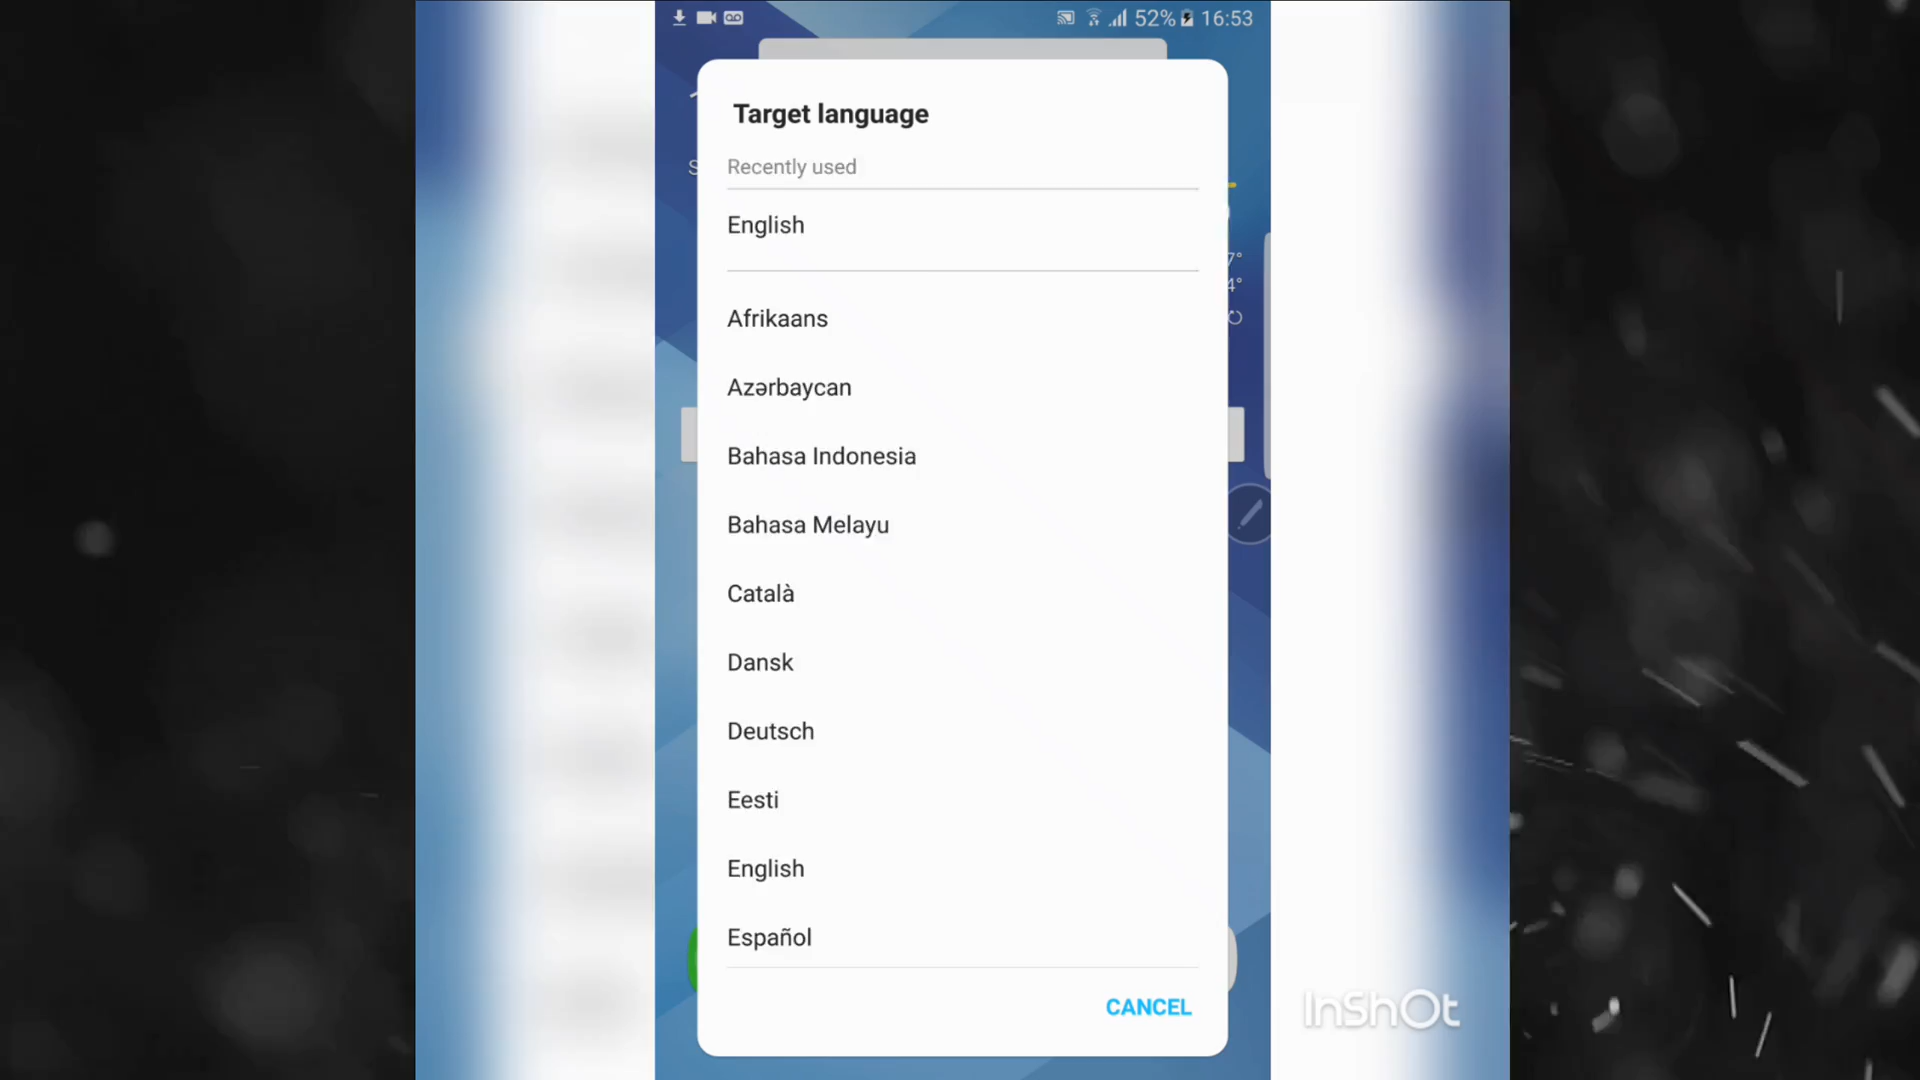 52% 16:53
Target language
Recently used
English
Afrikaans
Azərbaycan
Bahasa Indonesia
Bahasa Melayu
Català
Dansk
Deutsch
Eesti
English
Español
CANCEL
InShOt